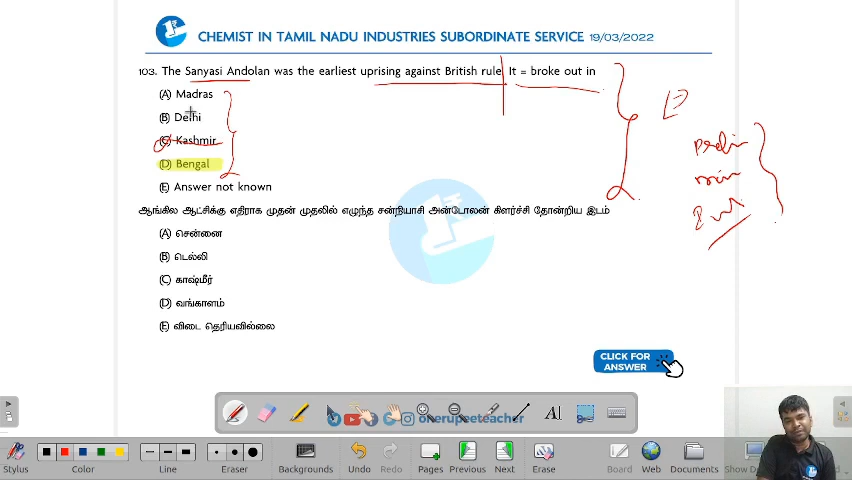 CHEMIST IN TAMIL NADU INDUSTRIES SUBORDINATE SERVICE 19/03/2022
103. The Sanyasi Andolan was the earliest uprising against British rule. It = broke out in
(A) Madras
(B) Delhi
(C) Kashmir
(D) Bengal
(E) Answer not known
ஆங்கில ஆட்சிக்கு எதிராக முதன் முதலில் எழுந்த சன்நியாசி அன்டோலன் கிளர்ச்சி தோன்றிய இடம்
(A) சென்னை
(B) டெல்லி
(C) காஷ்மீர்
(D) வங்காளம்
(E) விடை தெரியவில்லை
CLICK FOR
ANSWER
onerupeeteacher
Stylus
Color
Line
Eraser
Backgrounds
Undo
Redo
Pages
Previous
Next
Erase
Board
Web
Documents
Show De